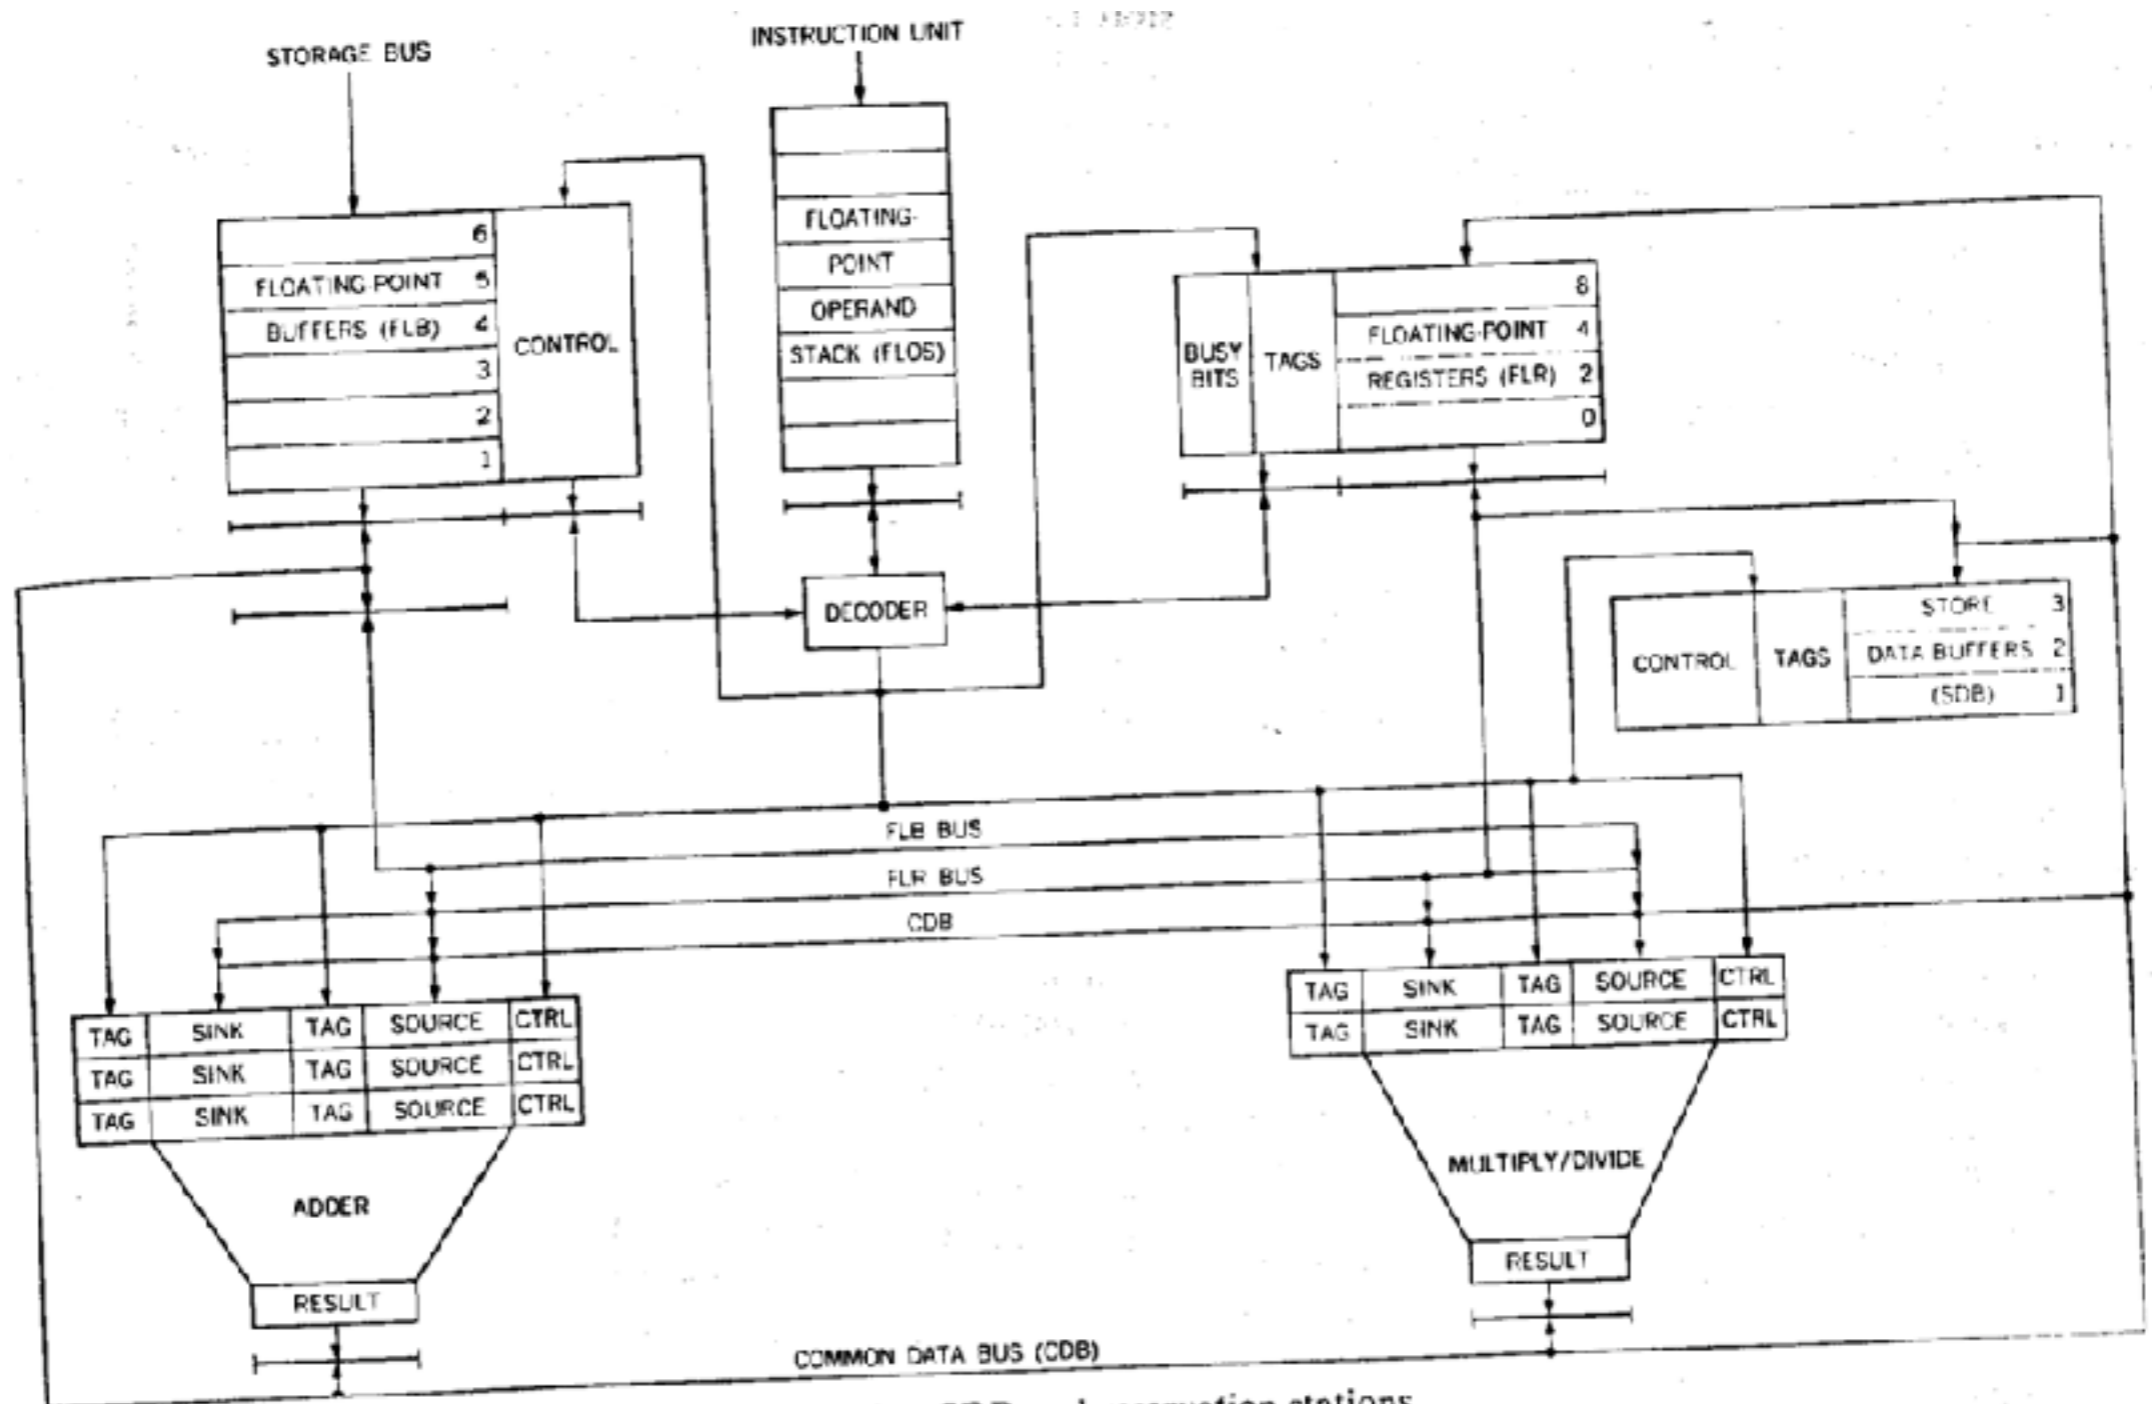 INSTRUCTION UNIT
STORAGE BUS
6
FLOATING-POINT 5
BUFFERS (FLB) 4
3
2
1
CONTROL
FLOATING-
POINT
OPERAND
STACK (FLOS)
BUSY
BITS
TAGS
8
FLOATING-POINT 4
REGISTERS (FLR) 2
0
DECODER
CONTROL
TAGS
STORE 3
DATA BUFFERS 2
(SDB) 1
FLB BUS
FLR BUS
CDB
TAG SINK TAG SOURCE CTRL
TAG SINK TAG SOURCE CTRL
TAG SINK TAG SOURCE CTRL
ADDER
RESULT
TAG SINK TAG SOURCE CTRL
TAG SINK TAG SOURCE CTRL
MULTIPLY/DIVIDE
RESULT
COMMON DATA BUS (CDB)
stations